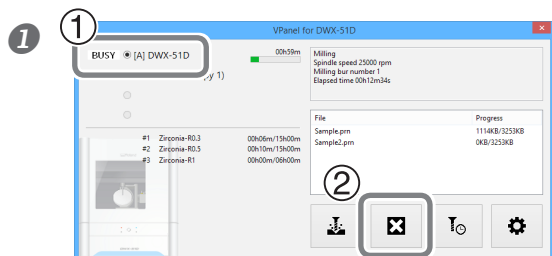 1
VPanel for DWX-51D
1
BUSY [A] DWX-51D
00h59m
py 1)
Milling
Spindle speed 25000 rpm
Milling bur number 1
Elapsed time 00h12m34s
#1 Zirconia-R0.3 00h06m/15h00m
#2 Zirconia-R0.5 00h10m/15h00m
#3 Zirconia-R1 00h00m/06h00m
File Progress
Sample.prn 1114KB/3253KB
Sample2.prn 0KB/3253KB
2